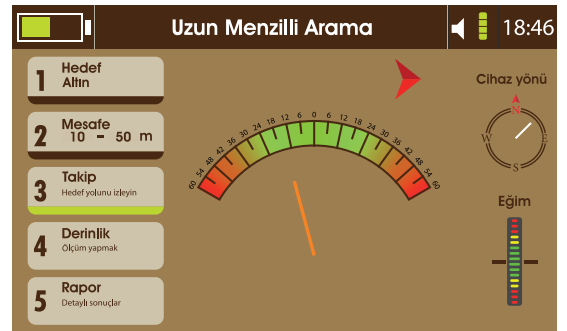 Uzun Menzilli Arama
18:46
1 Hedef
Altın
2 Mesafe
10 - 50 m
3 Takip
Hedef yolunu izleyin
4 Derinlik
Ölçüm yapmak
5 Rapor
Detaylı sonuçlar
60 54 48 42 36 30 24 18 12 6 0 6 12 18 24 30 36 42 48 54 60
Cihaz yönü
N
W E
S
Eğim